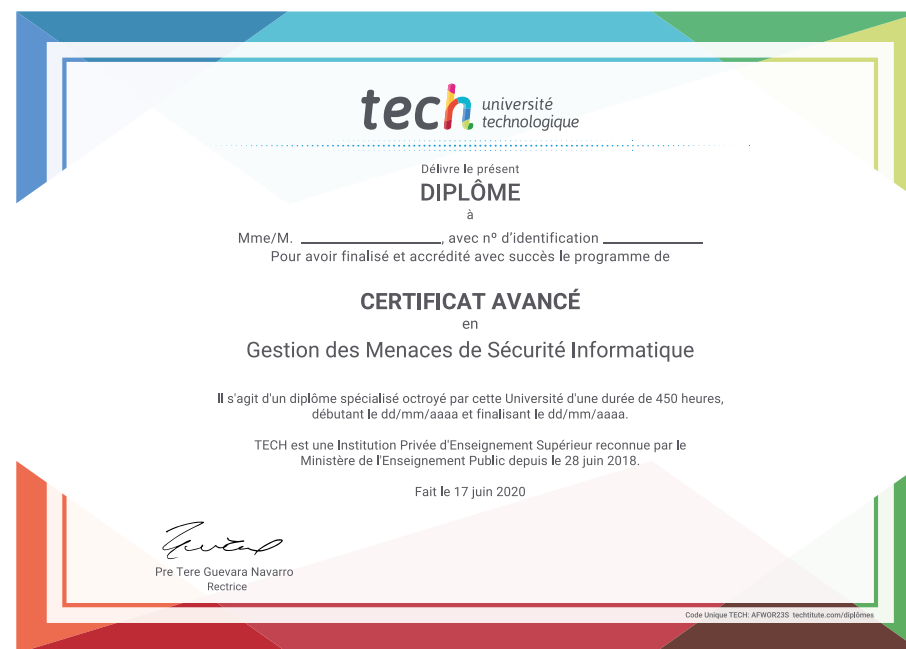 tech université
technologique
Délivre le présent
DIPLÔME
à
Mme/M. ____________________, avec nº d'identification ______________
Pour avoir finalisé et accrédité avec succès le programme de
CERTIFICAT AVANCÉ
en
Gestion des Menaces de Sécurité Informatique
Il s'agit d'un diplôme spécialisé octroyé par cette Université d'une durée de 450 heures,
débutant le dd/mm/aaaa et finalisant le dd/mm/aaaa.
TECH est une Institution Privée d'Enseignement Supérieur reconnue par le
Ministère de l'Enseignement Public depuis le 28 juin 2018.
Fait le 17 juin 2020
Pre Tere Guevara Navarro
Rectrice
Code Unique TECH: AFWOR23S techtitute.com/diplômes